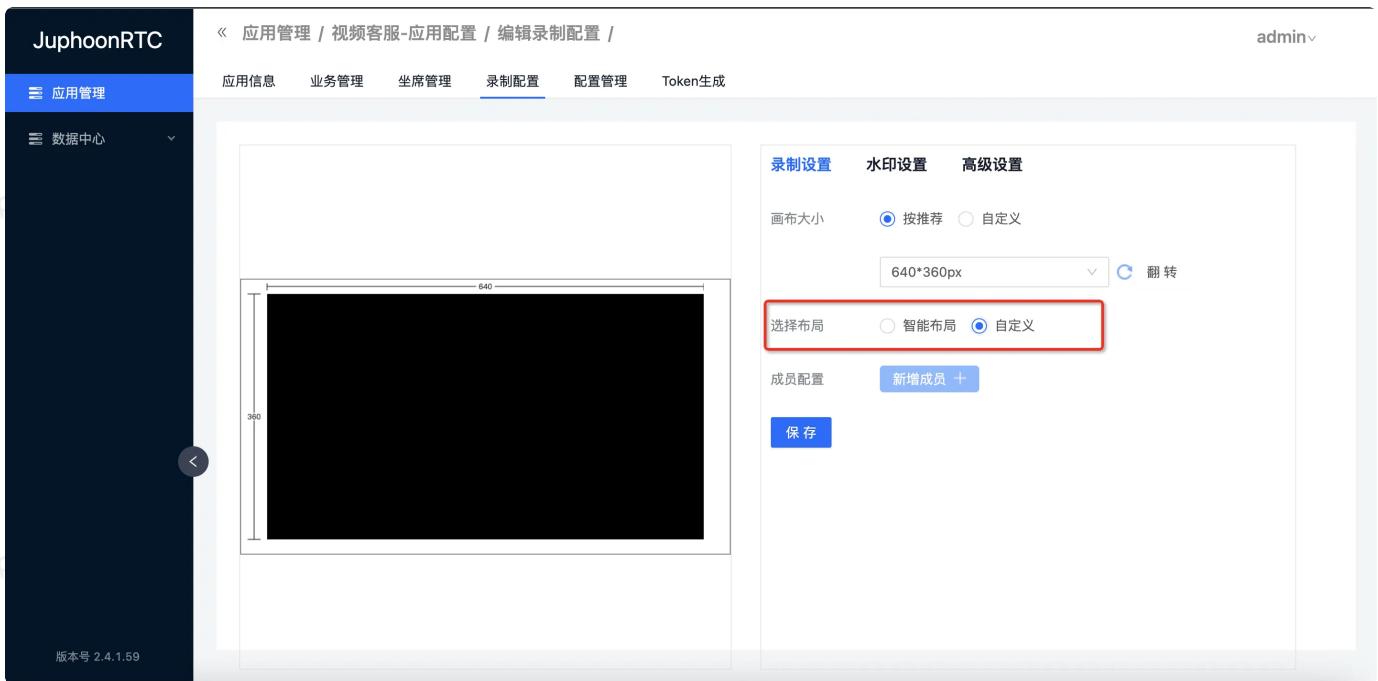 JuphoonRTC
« 应用管理 / 视频客服-应用配置 / 编辑录制配置 /
admin
应用信息 业务管理 坐席管理 录制配置 配置管理 Token生成
应用管理
数据中心
录制设置 水印设置 高级设置
画布大小 按推荐 自定义
640*360px 翻 转
640
选择布局 智能布局 自定义
成员配置 新增成员 +
360
保 存
版本号 2.4.1.59